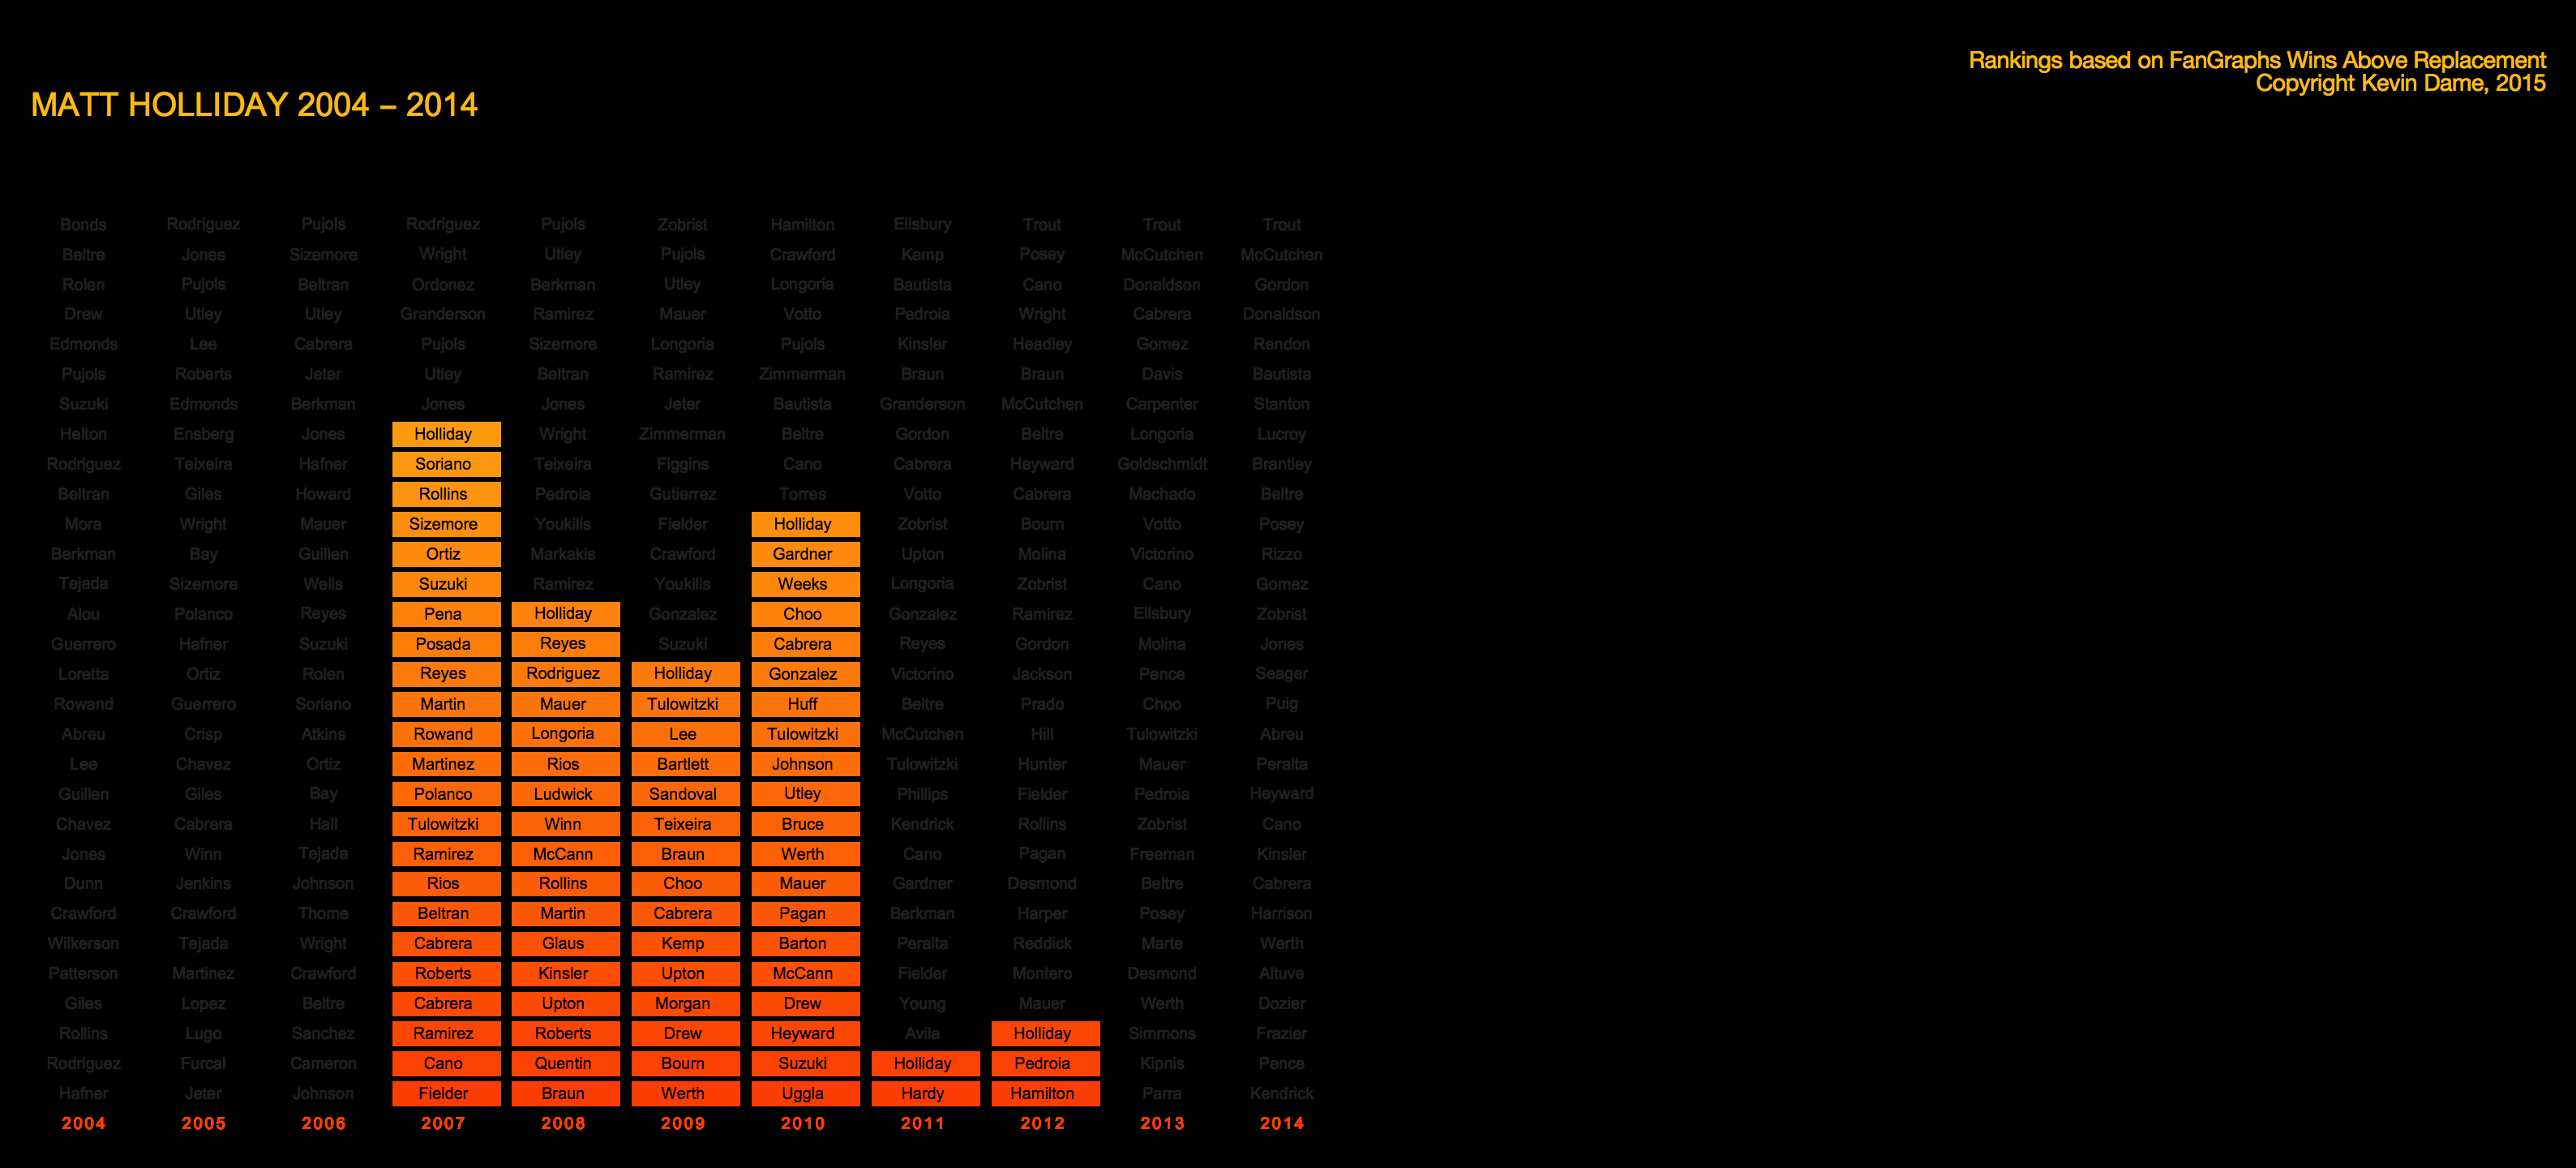 Rankings based on FanGraphs Wins Above Replacement
Copyright Kevin Dame, 2015
MATT HOLLIDAY 2004 – 2014
Bonds Rodriguez Pujols Rodriguez Pujols Zobrist Hamilton Ellsbury Trout Trout Trout
Beltre Jones Sizemore Wright Utley Pujols Crawford Kemp Posey McCutchen McCutchen
Rolen Pujols Beltran Ordonez Berkman Utley Longoria Bautista Cano Donaldson Gordon
Drew Utley Utley Granderson Ramirez Mauer Votto Pedroia Wright Cabrera Donaldson
Edmonds Lee Cabrera Pujols Sizemore Longoria Pujols Kinsler Headley Gomez Rendon
Pujols Roberts Jeter Utley Beltran Ramirez Zimmerman Braun Braun Davis Bautista
Suzuki Edmonds Berkman Jones Jones Jeter Bautista Granderson McCutchen Carpenter Stanton
Helton Ensberg Jones Holliday Wright Zimmerman Beltre Gordon Beltre Longoria Lucroy
Rodriguez Teixeira Hafner Soriano Teixeira Figgins Cano Cabrera Heyward Goldschmidt Brantley
Beltran Giles Howard Rollins Pedroia Gutierrez Torres Votto Cabrera Machado Beltre
Mora Wright Mauer Sizemore Youkilis Fielder Holliday Zobrist Bourn Votto Posey
Berkman Bay Guillen Ortiz Markakis Crawford Gardner Upton Molina Victorino Rizzo
Tejada Sizemore Wells Suzuki Ramirez Youkilis Weeks Longoria Zobrist Cano Gomez
Alou Polanco Reyes Pena Holliday Gonzalez Choo Gonzalez Ramirez Ellsbury Zobrist
Guerrero Hafner Suzuki Posada Reyes Suzuki Cabrera Reyes Gordon Molina Jones
Loretta Ortiz Rolen Reyes Rodriguez Holliday Gonzalez Victorino Jackson Pence Seager
Rowand Guerrero Soriano Martin Mauer Tulowitzki Huff Beltre Prado Choo Puig
Abreu Crisp Atkins Rowand Longoria Lee Tulowitzki McCutchen Hill Tulowitzki Abreu
Lee Chavez Ortiz Martinez Rios Bartlett Johnson Tulowitzki Hunter Mauer Peralta
Guillen Giles Bay Polanco Ludwick Sandoval Utley Phillips Fielder Pedroia Heyward
Chavez Cabrera Hall Tulowitzki Winn Teixeira Bruce Kendrick Rollins Zobrist Cano
Jones Winn Tejada Ramirez McCann Braun Werth Cano Pagan Freeman Kinsler
Dunn Jenkins Johnson Rios Rollins Choo Mauer Gardner Desmond Beltre Cabrera
Crawford Crawford Thome Beltran Martin Cabrera Pagan Berkman Harper Posey Harrison
Wilkerson Tejada Wright Cabrera Glaus Kemp Barton Peralta Reddick Marte Werth
Patterson Martinez Crawford Roberts Kinsler Upton McCann Fielder Montero Desmond Altuve
Giles Lopez Beltre Cabrera Upton Morgan Drew Young Mauer Werth Dozier
Rollins Lugo Sanchez Ramirez Roberts Drew Heyward Avila Holliday Simmons Frazier
Rodriguez Furcal Cameron Cano Quentin Bourn Suzuki Holliday Pedroia Kipnis Pence
Hafner Jeter Johnson Fielder Braun Werth Uggla Hardy Hamilton Parra Kendrick
2004 2005 2006 2007 2008 2009 2010 2011 2012 2013 2014